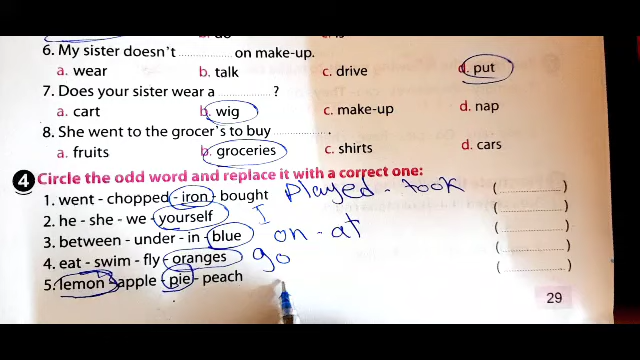 6. My sister doesn't .................. on make-up.
a. wear b. talk c. drive d. put
7. Does your sister wear a .................. ?
a. cart b. wig c. make-up d. nap
8. She went to the grocer's to buy .................. .
a. fruits b. groceries c. shirts d. cars
4 Circle the odd word and replace it with a correct one:
1. went - chopped - iron - bought played - took (..................)
2. he - she - we - yourself I (..................)
3. between - under - in - blue on - at (..................)
4. eat - swim - fly - oranges go (..................)
5. lemon - apple - pie - peach (..................)
29